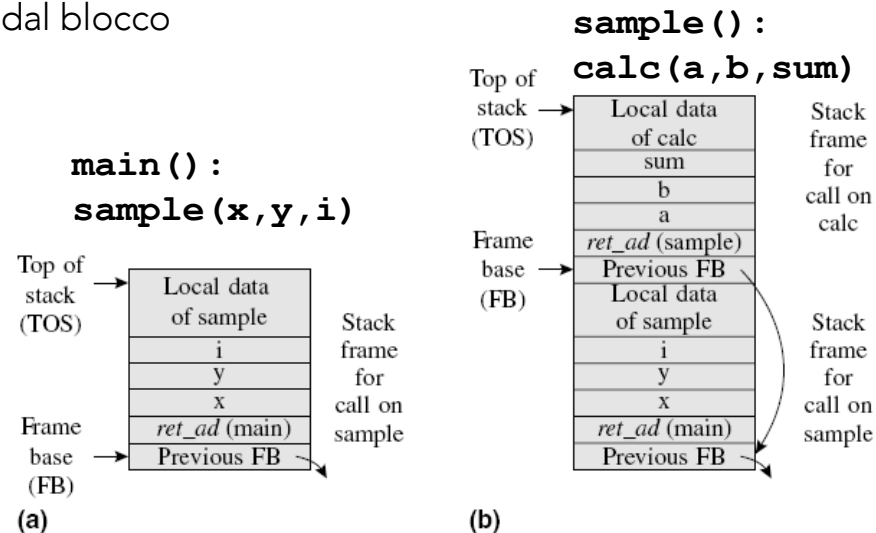 dal blocco
main():
sample(x,y,i)
Top of
stack
(TOS)
Local data
of sample
i
y
x
ret_ad (main)
Previous FB
Frame
base
(FB)
Stack
frame
for
call on
sample
(a)
sample():
calc(a,b,sum)
Top of
stack
(TOS)
Local data
of calc
sum
b
a
ret_ad (sample)
Previous FB
Local data
of sample
i
y
x
ret_ad (main)
Previous FB
Frame
base
(FB)
Stack
frame
for
call on
calc
Stack
frame
for
call on
sample
(b)